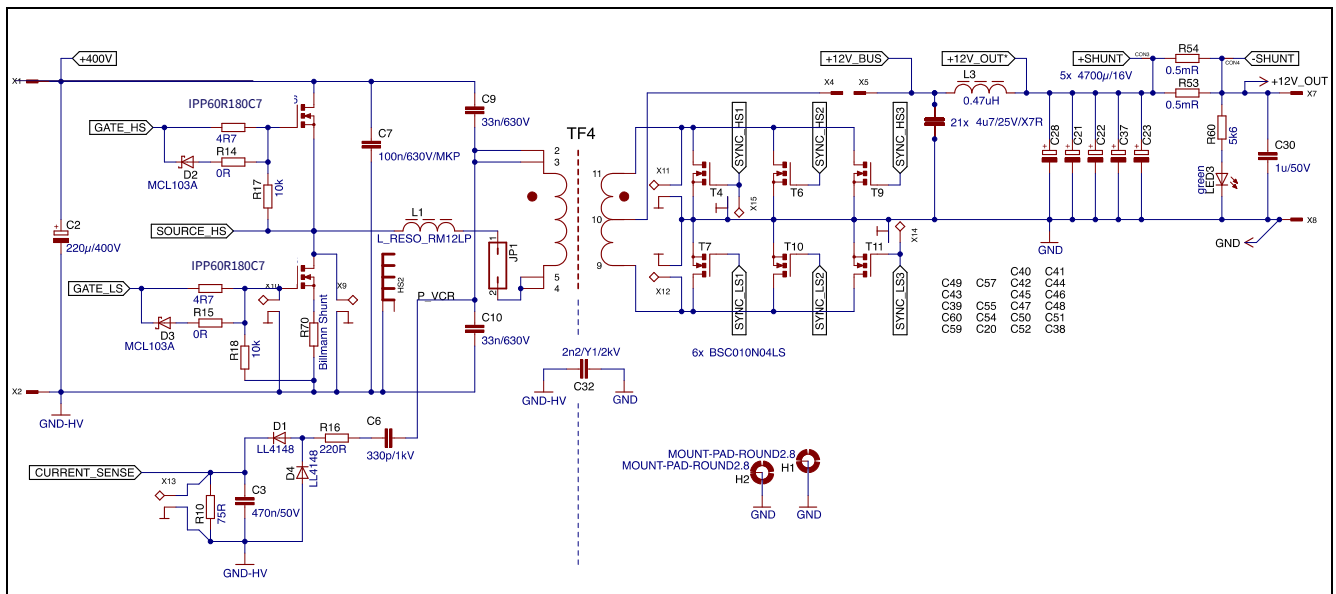 +400V
X1
IPP60R180C7
GATE_HS
4R7
R14
D2
0R
MCL103A
R17
10k
C7
100n/630V/MKP
C9
33n/630V
C2
220µ/400V
SOURCE_HS
L1
L_RESO_RM12LP
JP1
1
2
HS2
IPP60R180C7
GATE_LS
4R7
R15
D3
0R
MCL103A
R18
10k
X9
R70
Billmann Shunt
P_VCR
C10
33n/630V
X2
GND-HV
TF4
2
3
5
4
11
10
9
2n2/Y1/2kV
C32
GND-HV
GND
D1
LL4148
R16
220R
C6
330p/1kV
D4
LL4148
CURRENT_SENSE
X13
R10
75R
C3
470n/50V
GND-HV
+12V_BUS
+12V_OUT*
+SHUNT
CON3
R54
0.5mR
CON4
-SHUNT
X4
X5
L3
0.47uH
5x 4700µ/16V
R53
0.5mR
+12V_OUT
X7
SYNC_HS1
SYNC_HS2
SYNC_HS3
21x 4u7/25V/X7R
C28
C21
C22
C37
C23
R60
5k6
C30
1u/50V
green
LED3
X11
T4
X15
T6
T9
X12
T7
T10
T11
X14
X8
GND
GND
SYNC_LS1
SYNC_LS2
SYNC_LS3
6x BSC010N04LS
C40 C41
C49 C57 C42 C44
C43 C45 C46
C39 C55 C47 C48
C60 C54 C50 C51
C59 C20 C52 C38
MOUNT-PAD-ROUND2.8
MOUNT-PAD-ROUND2.8
H1
H2
GND
GND